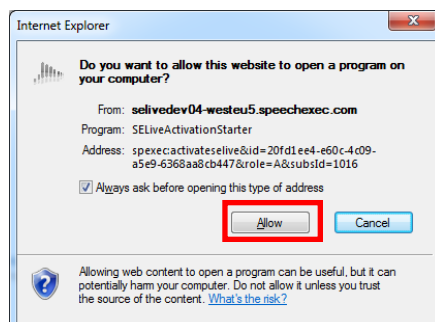 Internet Explorer
Do you want to allow this website to open a program on
your computer?
From: selivedev04-westeu5.speechexec.com
Program: SELiveActivationStarter
Address: spexec:activateselive&id=20fd1ee4-e60c-4c09-
a5e9-6368aa8cb447&role=A&subsId=1016
Always ask before opening this type of address
Allow Cancel
Allowing web content to open a program can be useful, but it can
potentially harm your computer. Do not allow it unless you trust
the source of the content. What's the risk?